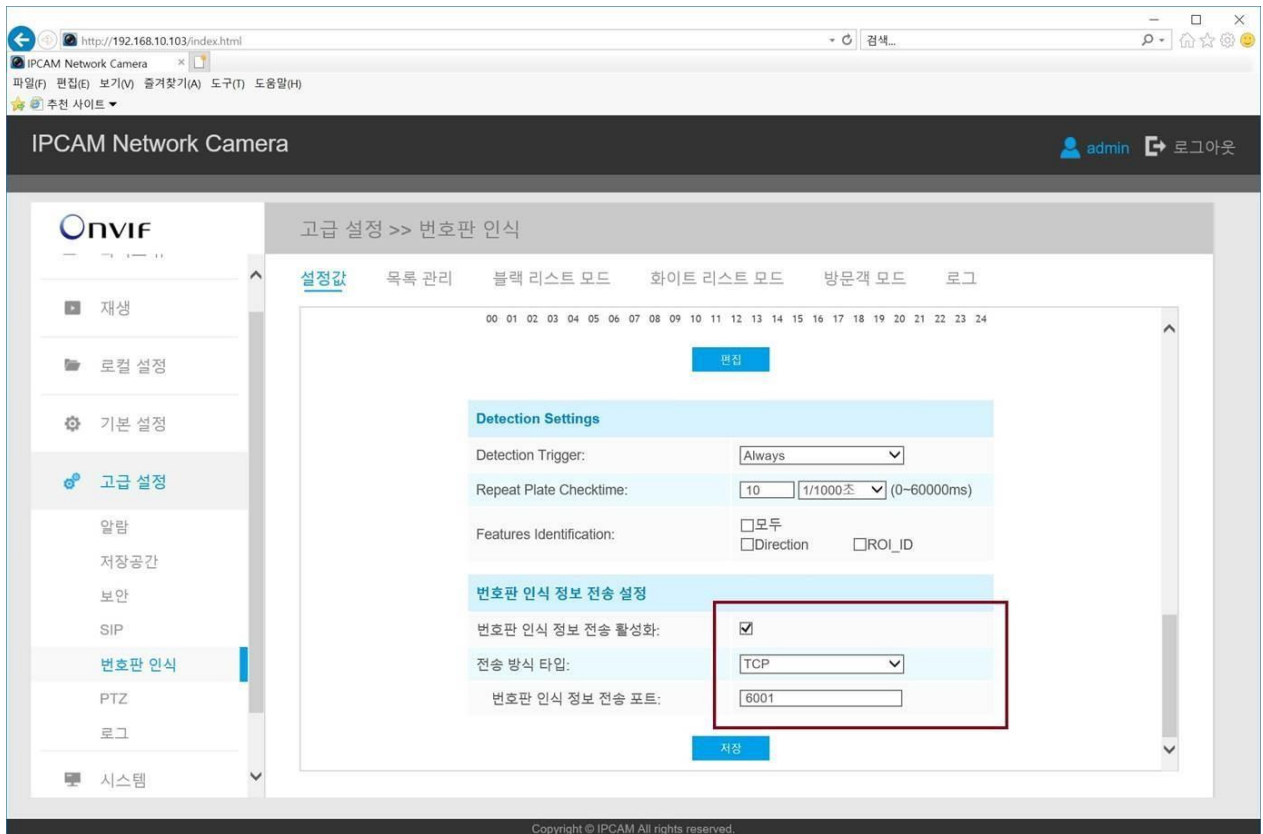 http://192.168.10.103/index.html
검색...
IPCAM Network Camera
파일(F) 편집(E) 보기(V) 즐겨찾기(A) 도구(T) 도움말(H)
추천 사이트
IPCAM Network Camera
admin 로그아웃
ONVIF
고급 설정 >> 번호판 인식
설정값 목록 관리 블랙 리스트 모드 화이트 리스트 모드 방문객 모드 로그
재생
로컬 설정
기본 설정
고급 설정
알람
저장공간
보안
SIP
번호판 인식
PTZ
로그
시스템
00 01 02 03 04 05 06 07 08 09 10 11 12 13 14 15 16 17 18 19 20 21 22 23 24
편집
Detection Settings
Detection Trigger: Always
Repeat Plate Checktime: 10 1/1000초 (0~60000ms)
Features Identification: 모두
Direction ROI_ID
번호판 인식 정보 전송 설정
번호판 인식 정보 전송 활성화:
전송 방식 타입: TCP
번호판 인식 정보 전송 포트: 6001
저장
Copyright © IPCAM All rights reserved.